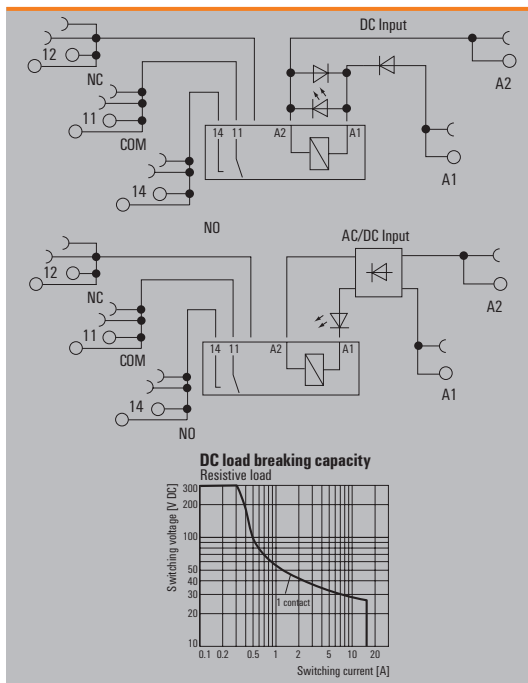 DC Input
12
NC
A2
11
COM
14 11 A2 A1
A1
14
NO
AC/DC Input
12
NC
A2
11
COM
14 11 A2 A1
A1
14
NO
DC load breaking capacity
Resistive load
Switching voltage [V DC]
300
200
100
50
40
30
20
10
1 contact
0.1 0.2 0.5 1 2 5 10 20
Switching current [A]